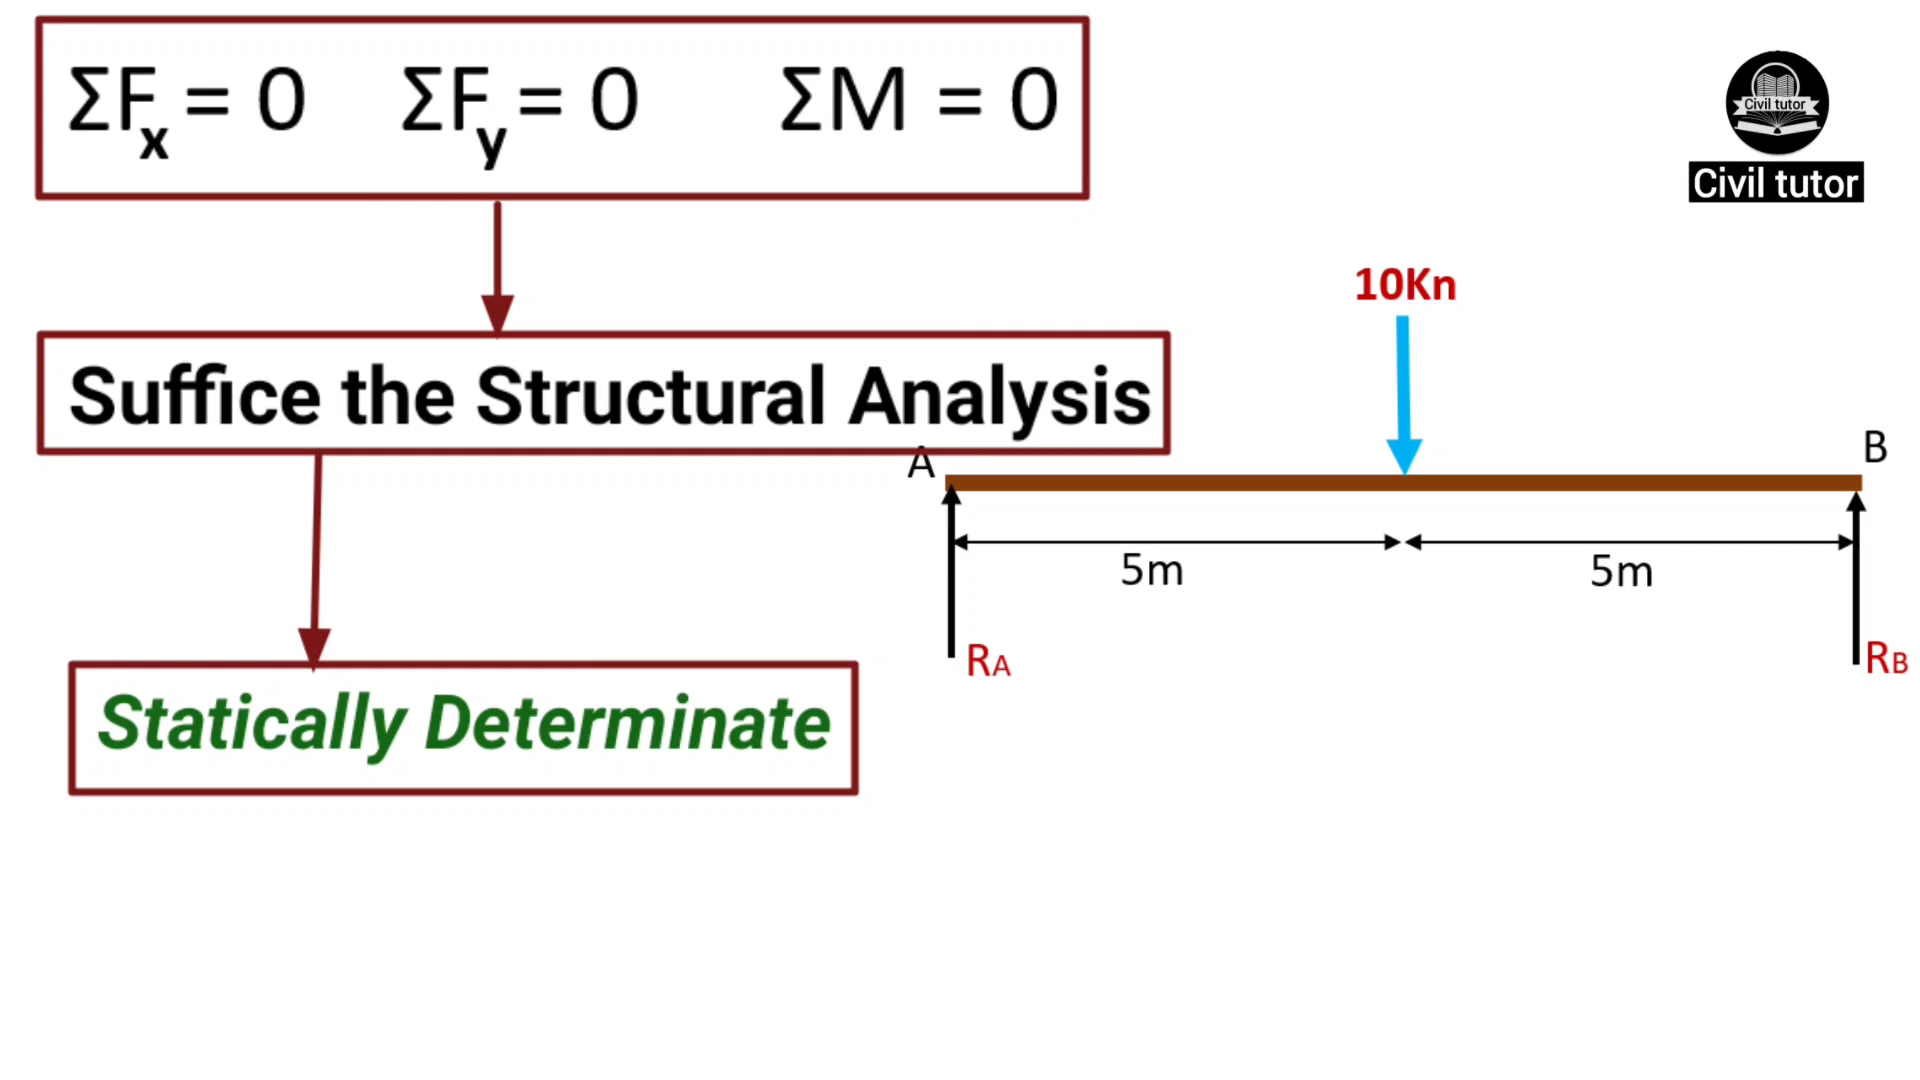 ΣFx = 0 ΣFy = 0 ΣM = 0
Civil tutor
Civil tutor
10Kn
Suffice the Structural Analysis
A
B
5m
5m
RA
RB
Statically Determinate